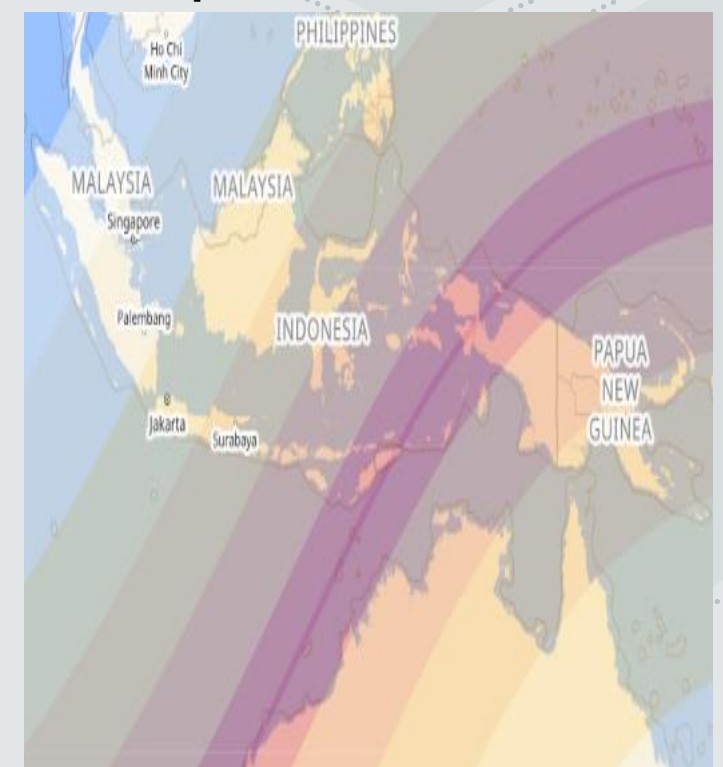 PHILIPPINES
Ho Chi
Minh City
MALAYSIA
MALAYSIA
Singapore
Palembang
INDONESIA
PAPUA
NEW
GUINEA
Jakarta
Surabaya